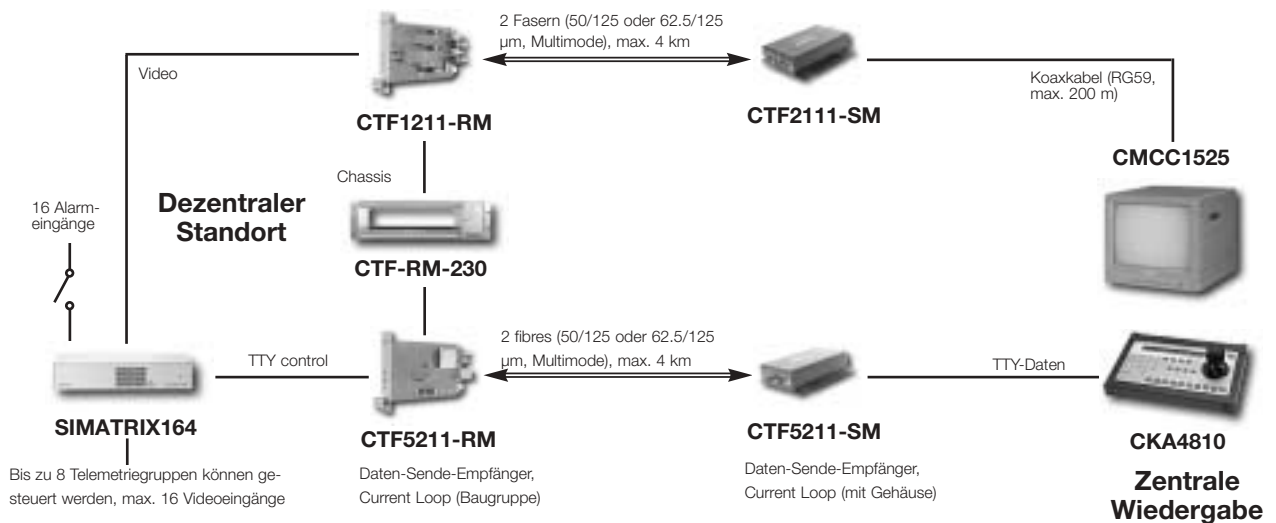 2 Fasern (50/125 oder 62.5/125
µm, Multimode), max. 4 km
Video
Koaxkabel (RG59,
max. 200 m)
CTF1211-RM
CTF2111-SM
CMCC1525
Chassis
16 Alarm-
eingänge
Dezentraler
Standort
CTF-RM-230
2 fibres (50/125 oder 62.5/125
µm, Multimode), max. 4 km
TTY control
TTY-Daten
SIMATRIX164
CTF5211-RM
CTF5211-SM
CKA4810
Bis zu 8 Telemetriegruppen können ge-
steuert werden, max. 16 Videoeingänge
Daten-Sende-Empfänger,
Current Loop (Baugruppe)
Daten-Sende-Empfänger,
Current Loop (mit Gehäuse)
Zentrale
Wiedergabe